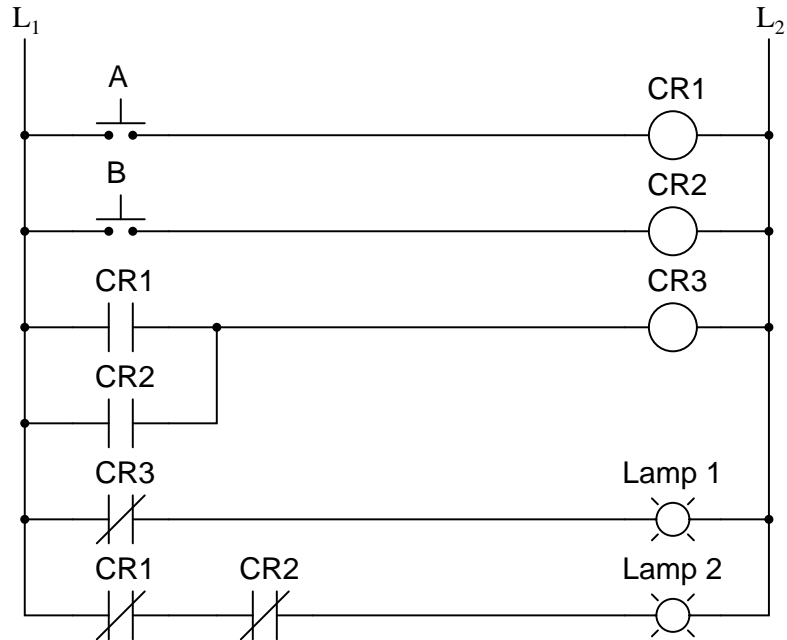 L₁ L₂
A
CR1
B
CR2
CR1
CR3
CR2
CR3
Lamp 1
CR1 CR2
Lamp 2